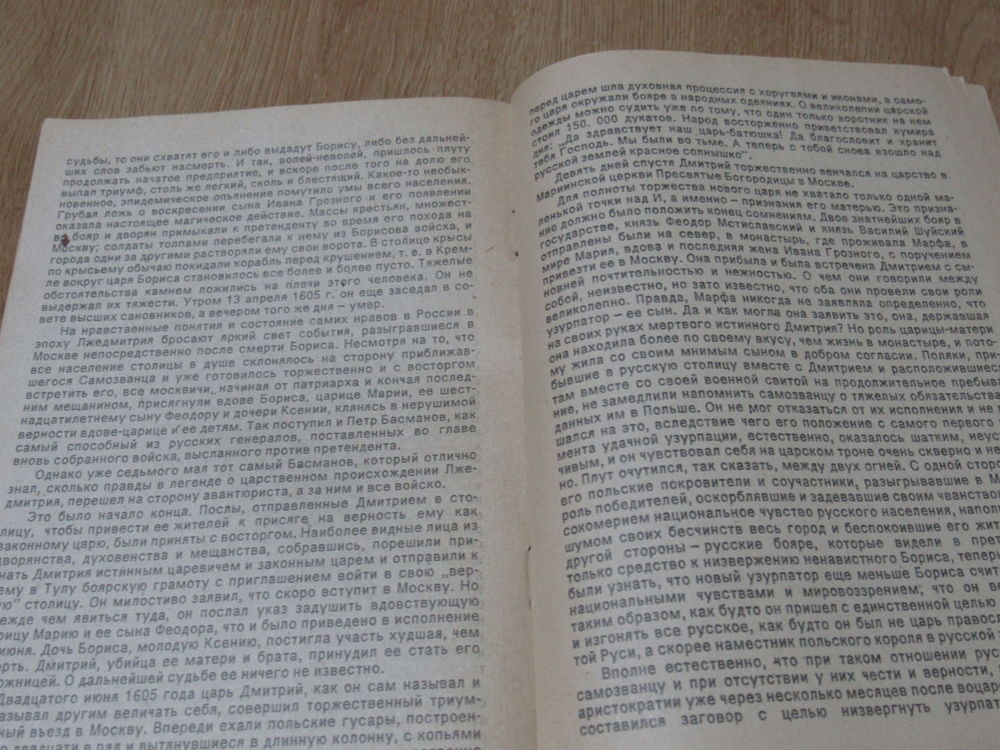 судьбы, то они схватят его и либо выдадут Борису, либо без дальней-
ших слов забьют насмерть. И так, волей-неволей, пришлось плуту
продолжать начатое предприятие, и вскоре после того на долю его
выпал триумф, столь же легкий, сколь и блестящий. Какое-то необык-
новенное, эпидемическое опьянение помутило умы всего населения.
Грубая ложь о воскресении сына Ивана Грозного и его появлении
оказала настоящее магическое действие. Массы крестьян, множест-
во бояр и дворян примыкали к претенденту во время его похода на
Москву; солдаты толпами перебегали к нему из Борисова войска, и
города одни за другими растворяли ему свои ворота. В столице крысы
по крысьему обычаю покидали корабль перед крушением, т. е. в Крем-
ле вокруг царя Бориса становилось все более и более пусто. Тяжелые
обстоятельства камнем ложились на плечи этого человека. Он не
выдержал их тяжести. Утром 13 апреля 1605 г. он еще заседал в со-
вете высших сановников, а вечером того же дня – умер.
На нравственные понятия и состояние самих нравов в России в
эпоху Лжедмитрия бросают яркий свет события, разыгравшиеся в
Москве непосредственно после смерти Бориса. Несмотря на то, что
все население столицы в душе склонялось на сторону приближав-
шегося Самозванца и уже готовилось торжественно и с восторгом
встретить его, все москвичи, начиная от патриарха и кончая послед-
ним мещанином, присягнули вдове Бориса, царице Марии, ее шест-
надцатилетнему сыну Феодору и дочери Ксении, клянясь в нерушимой
верности вдове-царице и ее детям. Так поступил и Петр Басманов, как
самый способный из русских генералов, поставленных во главе
вновь собранного войска, высланного против претендента.
Однако уже седьмого мая тот самый Басманов, который отлично
знал, сколько правды в легенде о царственном происхождении Лже-
дмитрия, перешел на сторону авантюриста, а за ним и все войско.
Это было начало конца. Послы, отправленные Дмитрием в сто-
лицу, чтобы привести ее жителей к присяге на верность ему как
законному царю, были приняты с восторгом. Наиболее видные лица из
дворянства, духовенства и мещанства, собравшись, порешили при-
знать Дмитрия истинным царевичем и законным царем и отправили к
ему в Тулу боярскую грамоту с приглашением войти в свою „вер-
ую" столицу. Он милостиво заявил, что скоро вступит в Москву. Но
ежде чем явиться туда, он послал указ задушить вдовствующую
рицу Марию и ее сына Феодора, что и было приведено в исполнение
июня. Дочь Бориса, молодую Ксению, постигла участь худшая, чем
рть. Дмитрий, убийца ее матери и брата, принудил ее стать его
ожницей. О дальнейшей судьбе ее ничего не известно.
Двадцатого июня 1605 года царь Дмитрий, как он сам называл и
азывал другим величать себя, совершил торжественный триум-
ный въезд в Москву. Впереди ехали польские гусары, построен-
о двадцати в ряд и вытянувшиеся в длинную колонну, с копьями
перед царем шла духовная процессия с хоругвями и иконами, а само-
го царя окружали бояре в народных одеяниях. О великолепии царской
одежды можно судить уже по тому, что один только воротник на нем
стоил 150. 000 дукатов. Народ восторженно приветствовал кумира
дня: „Да здравствует наш царь-батюшка! Да благословит и хранит
тебя Господь. Мы были во тьме. А теперь с тобой снова взошло над
русской землей Красное солнышко".
Девять дней спустя Дмитрий торжественно венчался на царство в
Мариинской церкви Пресвятые Богородицы в Москве.
Для полноты торжества нового царя не хватало только одной ма-
ленькой точки над И, а именно – признания его матерью. Это призна-
ние должно было положить конец сомнениям. Двое знатнейших бояр в
государстве, князь Феодор Мстиславский и князь Василий Шуйский
отправлены были на север, в монастырь, где проживала Марфа, в
мире Мария, вдова и последняя жена Ивана Грозного, с поручением
привезти ее в Москву. Она прибыла и была встречена Дмитрием с сы-
новней почтительностью и нежностью. О чем они говорили между
собой, неизвестно, но зато известно, что оба они провели свои роли
великолепно. Правда, Марфа никогда не заявляла определенно, что
узурпатор – ее сын. Да и как могла она заявить это, она, державшая
на своих руках мертвого истинного Дмитрия? Но роль царицы-матери
она находила более по своему вкусу, чем жизнь в монастыре, и пото-
му жила со своим мнимым сыном в добром согласии. Поляки, при-
бывшие в русскую столицу вместе с Дмитрием и расположившиеся
там вместе со своей военной свитой на продолжительное пребыв
ние, не замедлили напомнить самозванцу о тяжелых обязательства
данных им в Польше. Он не мог отказаться от их исполнения и не
шался на это, вследствие чего его положение с самого первого
мента удачной узурпации, естественно, оказалось шатким, неус
чивым, и он чувствовал себя на царском троне очень скверно и не
но. Плут очутился, так сказать, между двух огней. С одной сторо
его польские покровители и соучастники, разыгрывавшие в М
роль победителей, оскорблявшие и задевавшие своим чванством
сокомерием национальное чувство русского населения, наполн
шумом своих бесчинств весь город и беспокоившие его жит
другой стороны – русские бояре, которые видели в прет
только средство к низвержению ненавистного Бориса, теперь
были узнать, что новый узурпатор еще меньше Бориса счит
национальными чувствами и мировоззрением; что он в
таким образом, как будто он пришел с единственной целью
и изгонять все русское, как будто он был не царь правосл
той Руси, а скорее наместник польского короля в русской
Вполне естественно, что при таком отношении рус
самозванцу и при отсутствии у них чести и верности,
аристократии уже через несколько месяцев после воцар
составился заговор с целью низвергнуть узурпат